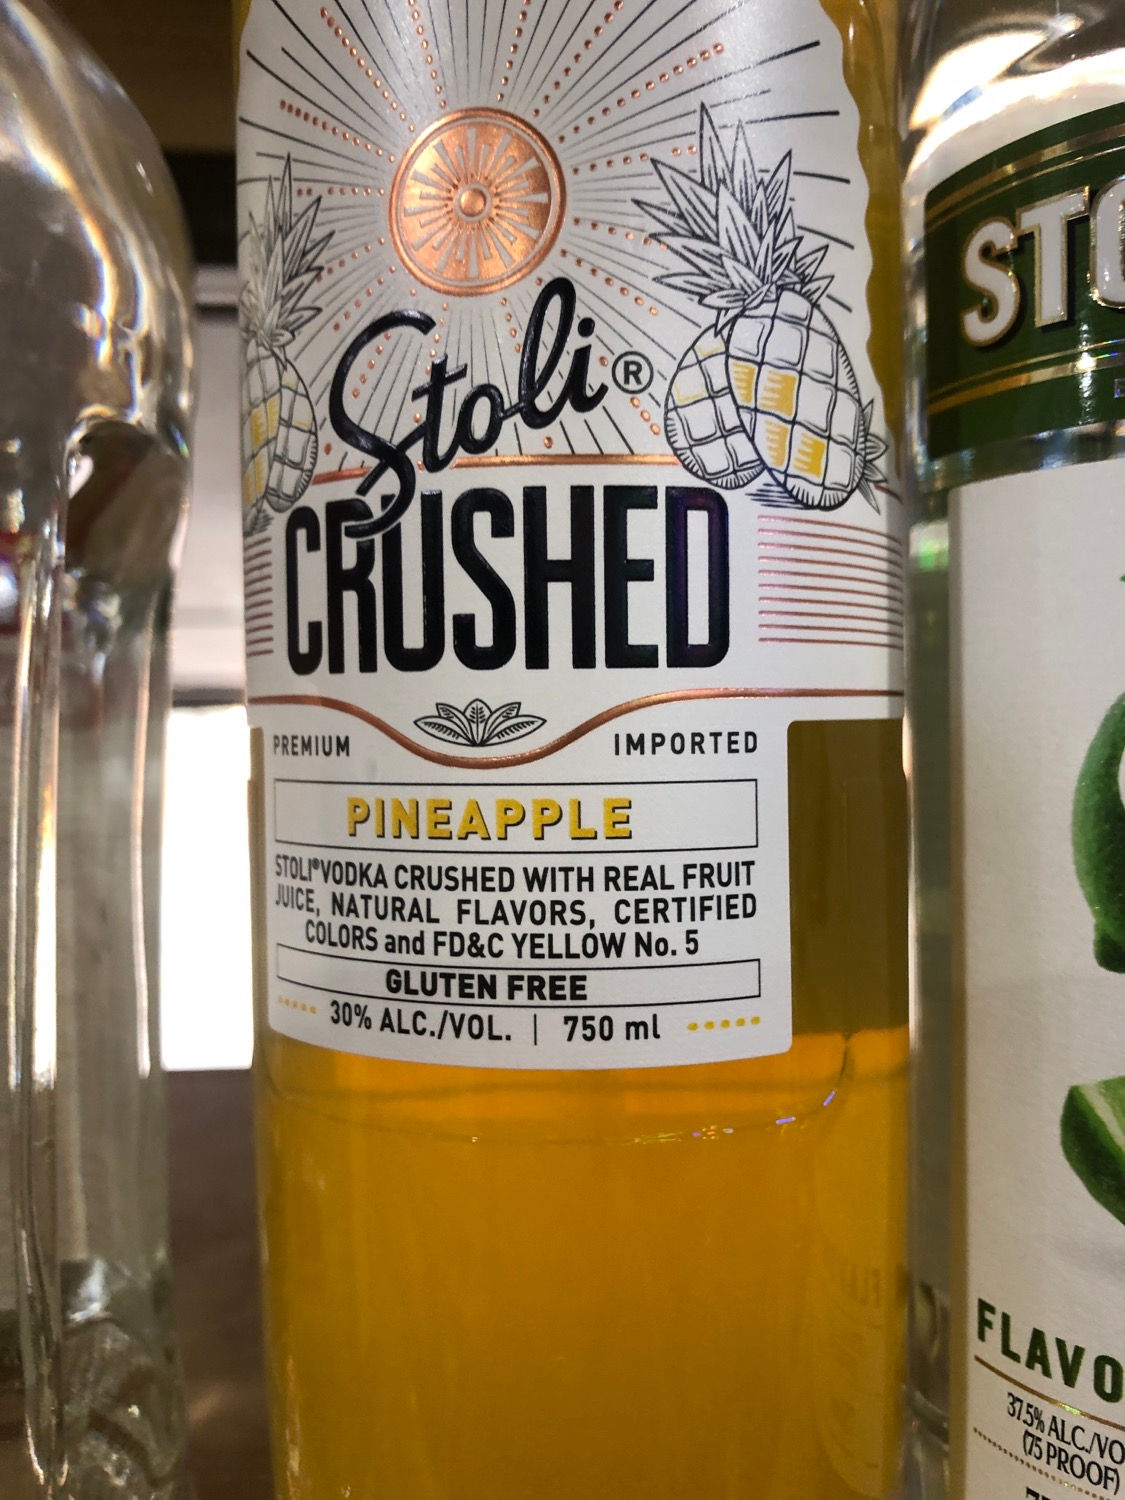 Stoli®
CRUSHED
PREMIUM IMPORTED
PINEAPPLE
STOLI® VODKA CRUSHED WITH REAL FRUIT
JUICE, NATURAL FLAVORS, CERTIFIED
COLORS and FD&C YELLOW No. 5
GLUTEN FREE
30% ALC./VOL. | 750 ml
STO
FLAVO
37.5% ALC./VO
(75 PROOF)